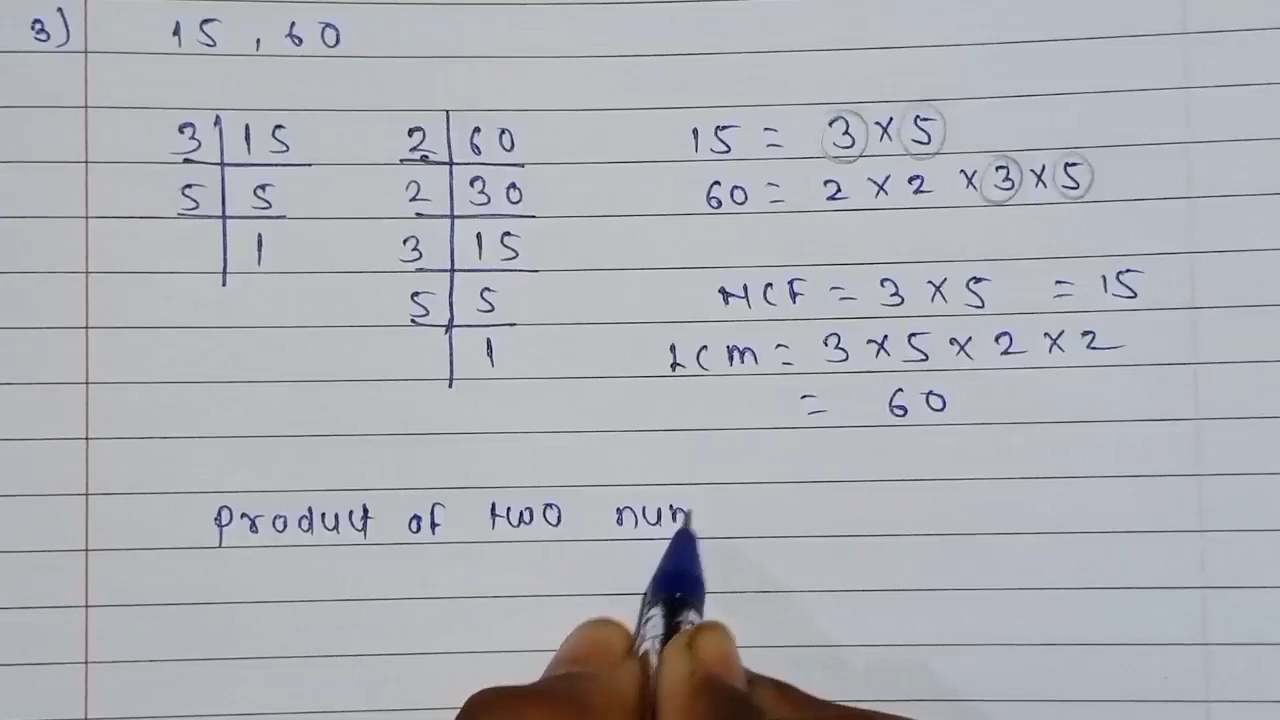 3) 15 , 60
3 | 15
5 | 5
1
2 | 60
2 | 30
3 | 15
5 | 5
1
15 = 3 × 5
60 = 2 × 2 × 3 × 5
HCF = 3 × 5 = 15
LCM = 3 × 5 × 2 × 2
= 60
product of two num